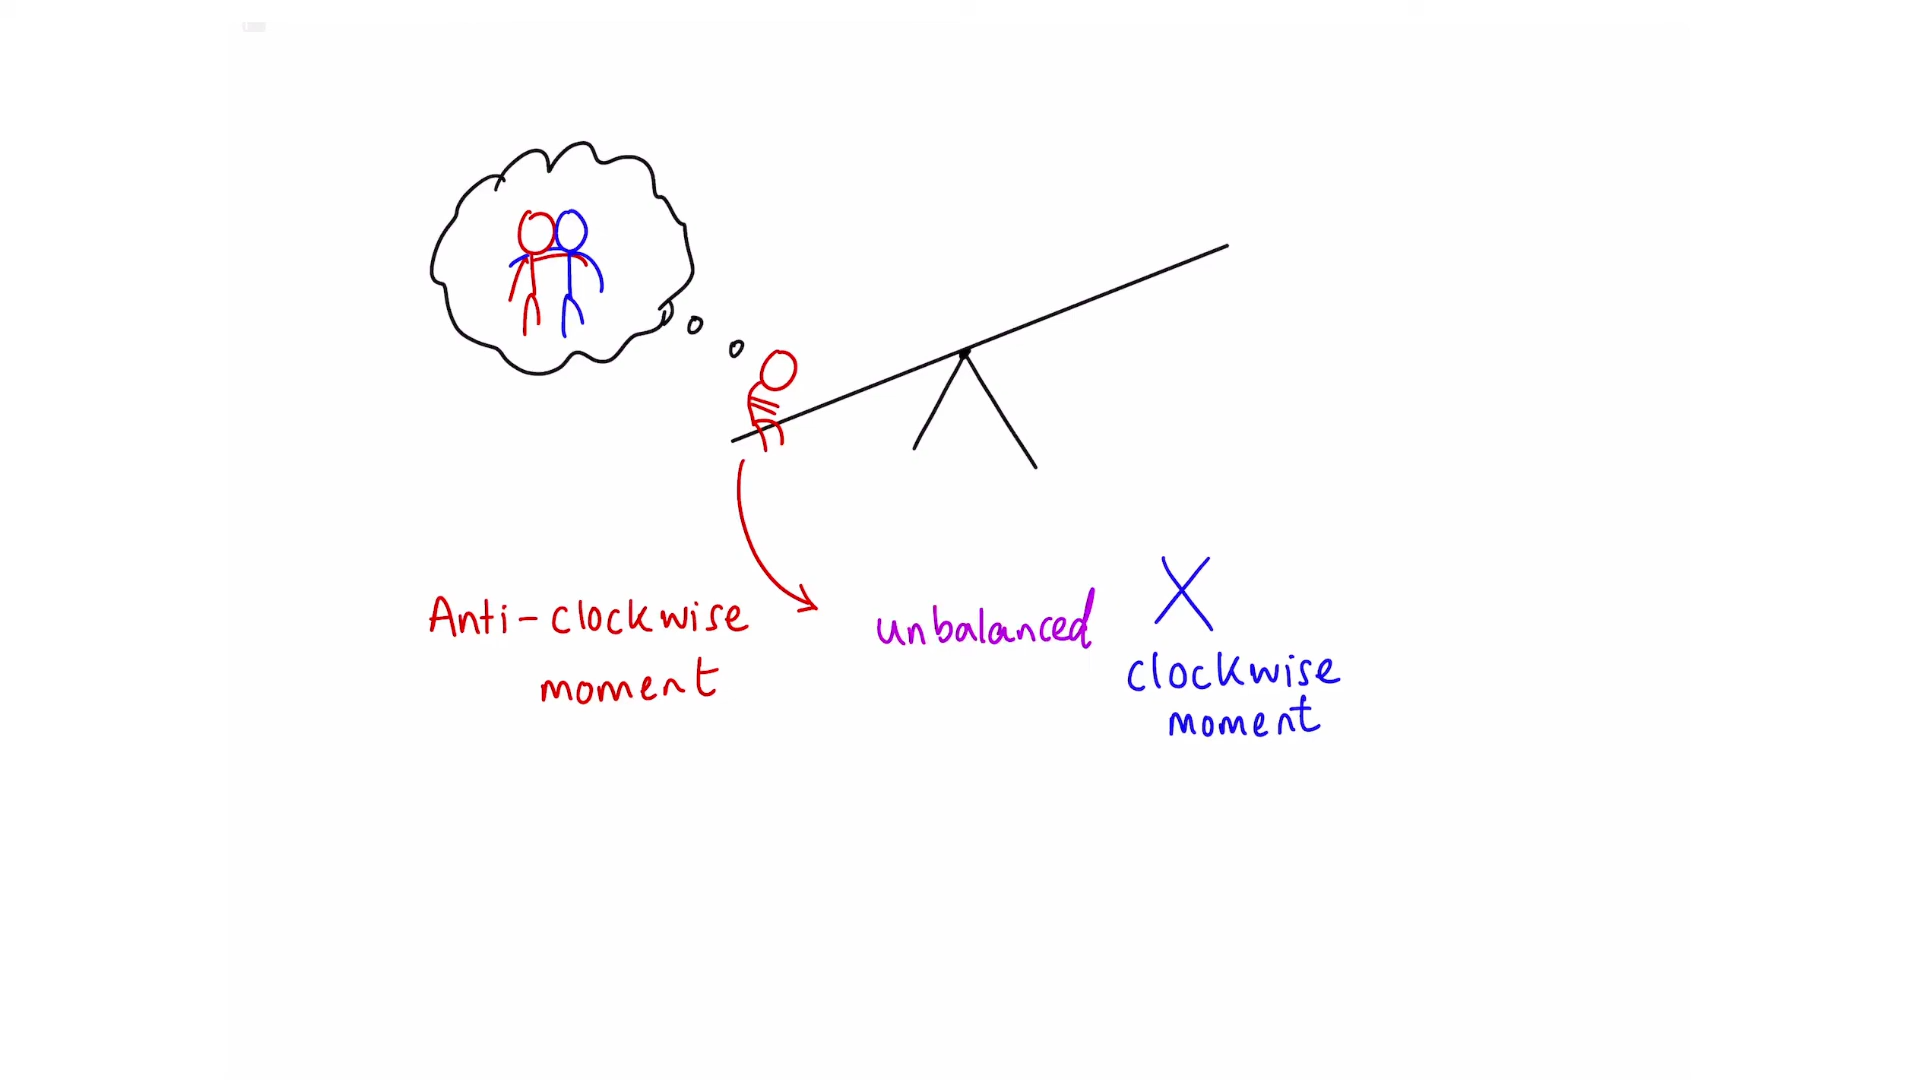 Anti-clockwise
moment
unbalanced
X
clockwise
moment